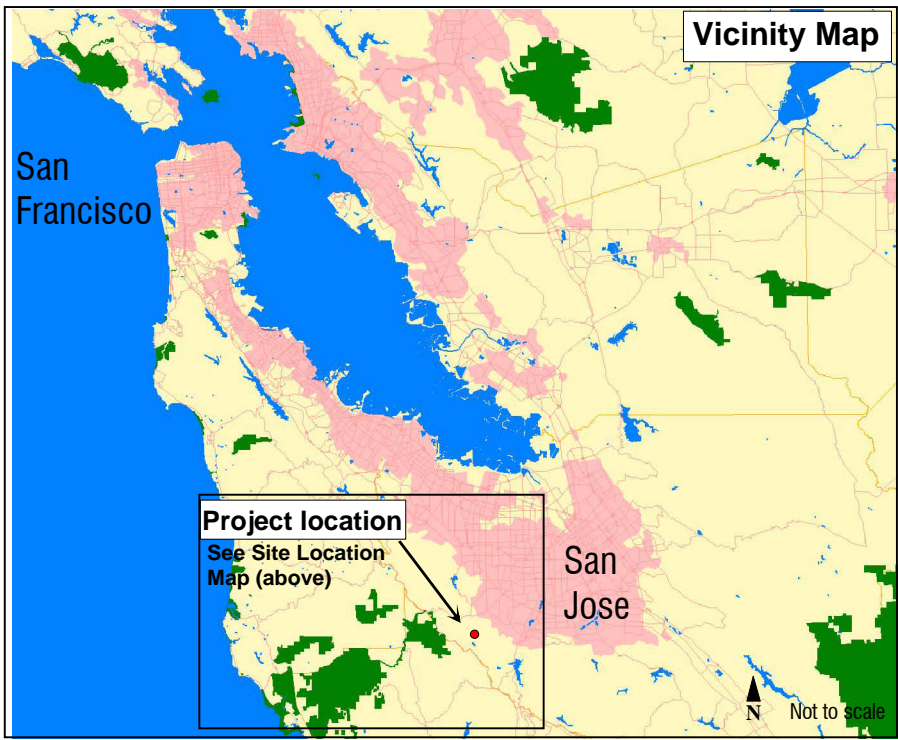 Vicinity Map
San
Francisco
Project location
See Site Location
Map (above)
San
Jose
N
Not to scale